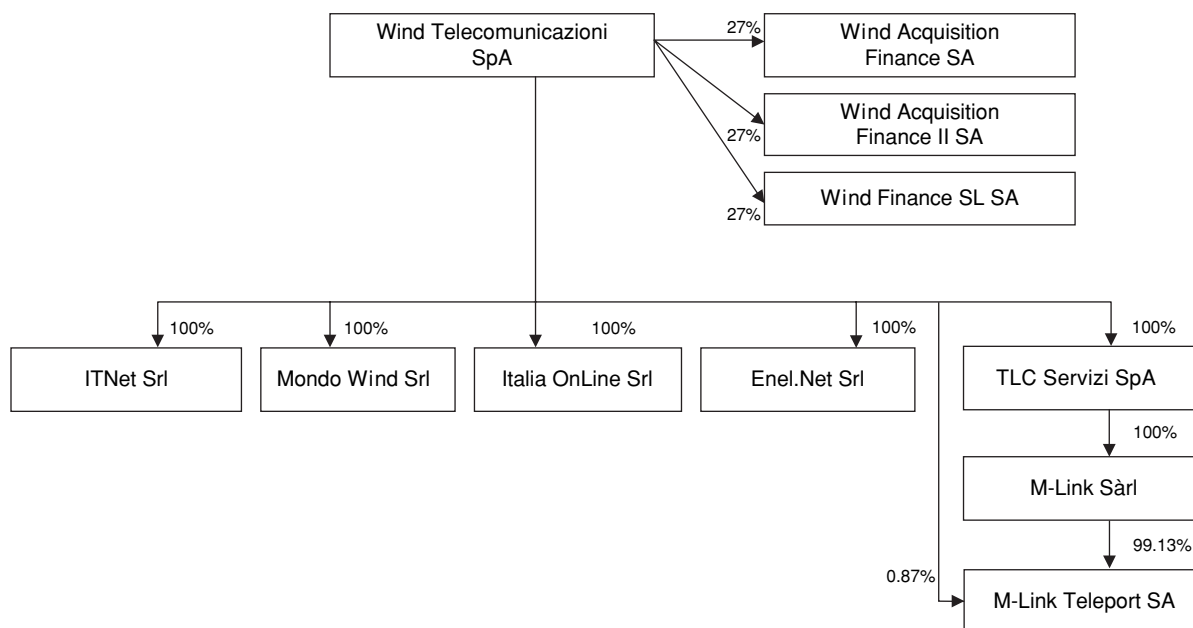 Wind Telecomunicazioni
SpA
27%
Wind Acquisition
Finance SA
27%
Wind Acquisition
Finance II SA
27%
Wind Finance SL SA
100%
100%
100%
100%
100%
ITNet Srl
Mondo Wind Srl
Italia OnLine Srl
Enel.Net Srl
TLC Servizi SpA
100%
M-Link Sàrl
99.13%
0.87%
M-Link Teleport SA